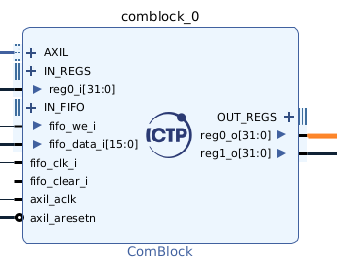 comblock_0
AXIL
IN_REGS
reg0_i[31:0]
IN_FIFO
fifo_we_i
fifo_data_i[15:0]
fifo_clk_i
fifo_clear_i
axil_aclk
axil_aresetn
ICTP
OUT_REGS
reg0_o[31:0]
reg1_o[31:0]
ComBlock